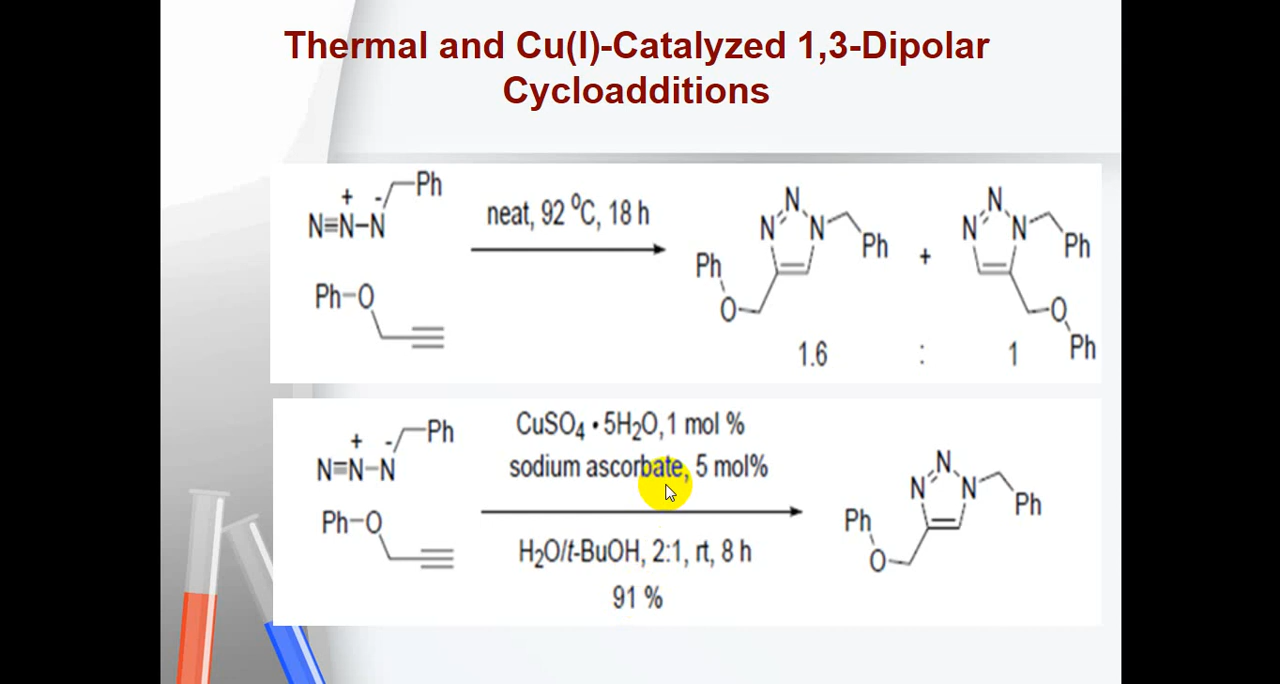 Thermal and Cu(I)-Catalyzed 1,3-Dipolar
Cycloadditions
+ - Ph
N≡N–N
Ph–O
neat, 92 ⁰C, 18 h
N
N N
Ph
Ph
O
+
N
N N
Ph
O
Ph
1.6 : 1
+ - Ph
N≡N–N
Ph–O
CuSO₄ • 5H₂O,1 mol %
sodium ascorbate, 5 mol%
H₂O/t-BuOH, 2:1, rt, 8 h
91 %
N
N N
Ph
Ph
O